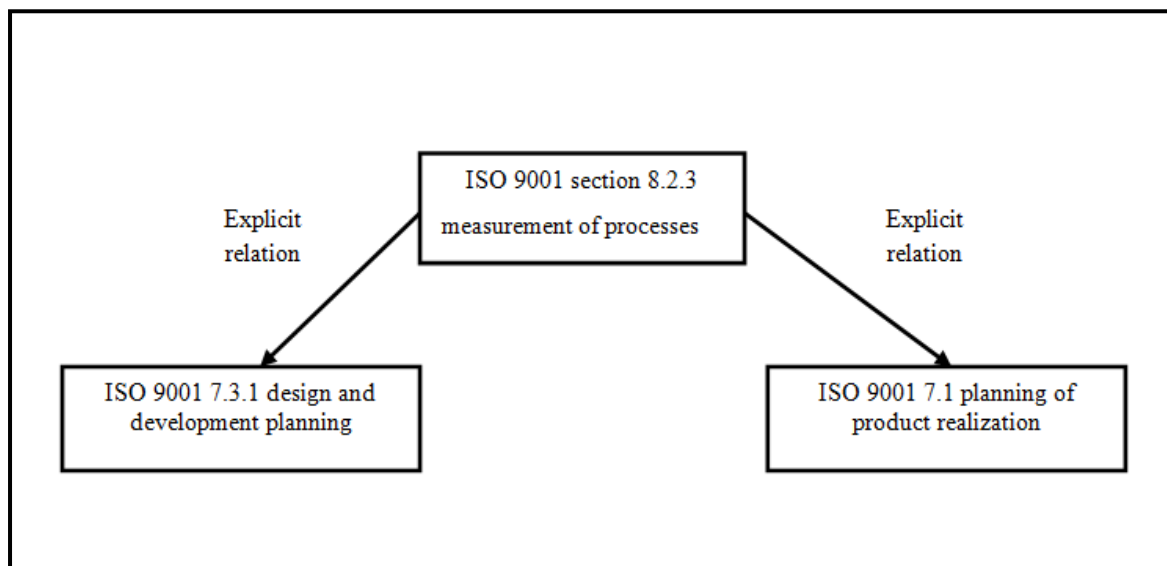 ISO 9001 section 8.2.3
measurement of processes
Explicit
relation
Explicit
relation
ISO 9001 7.3.1 design and
development planning
ISO 9001 7.1 planning of
product realization